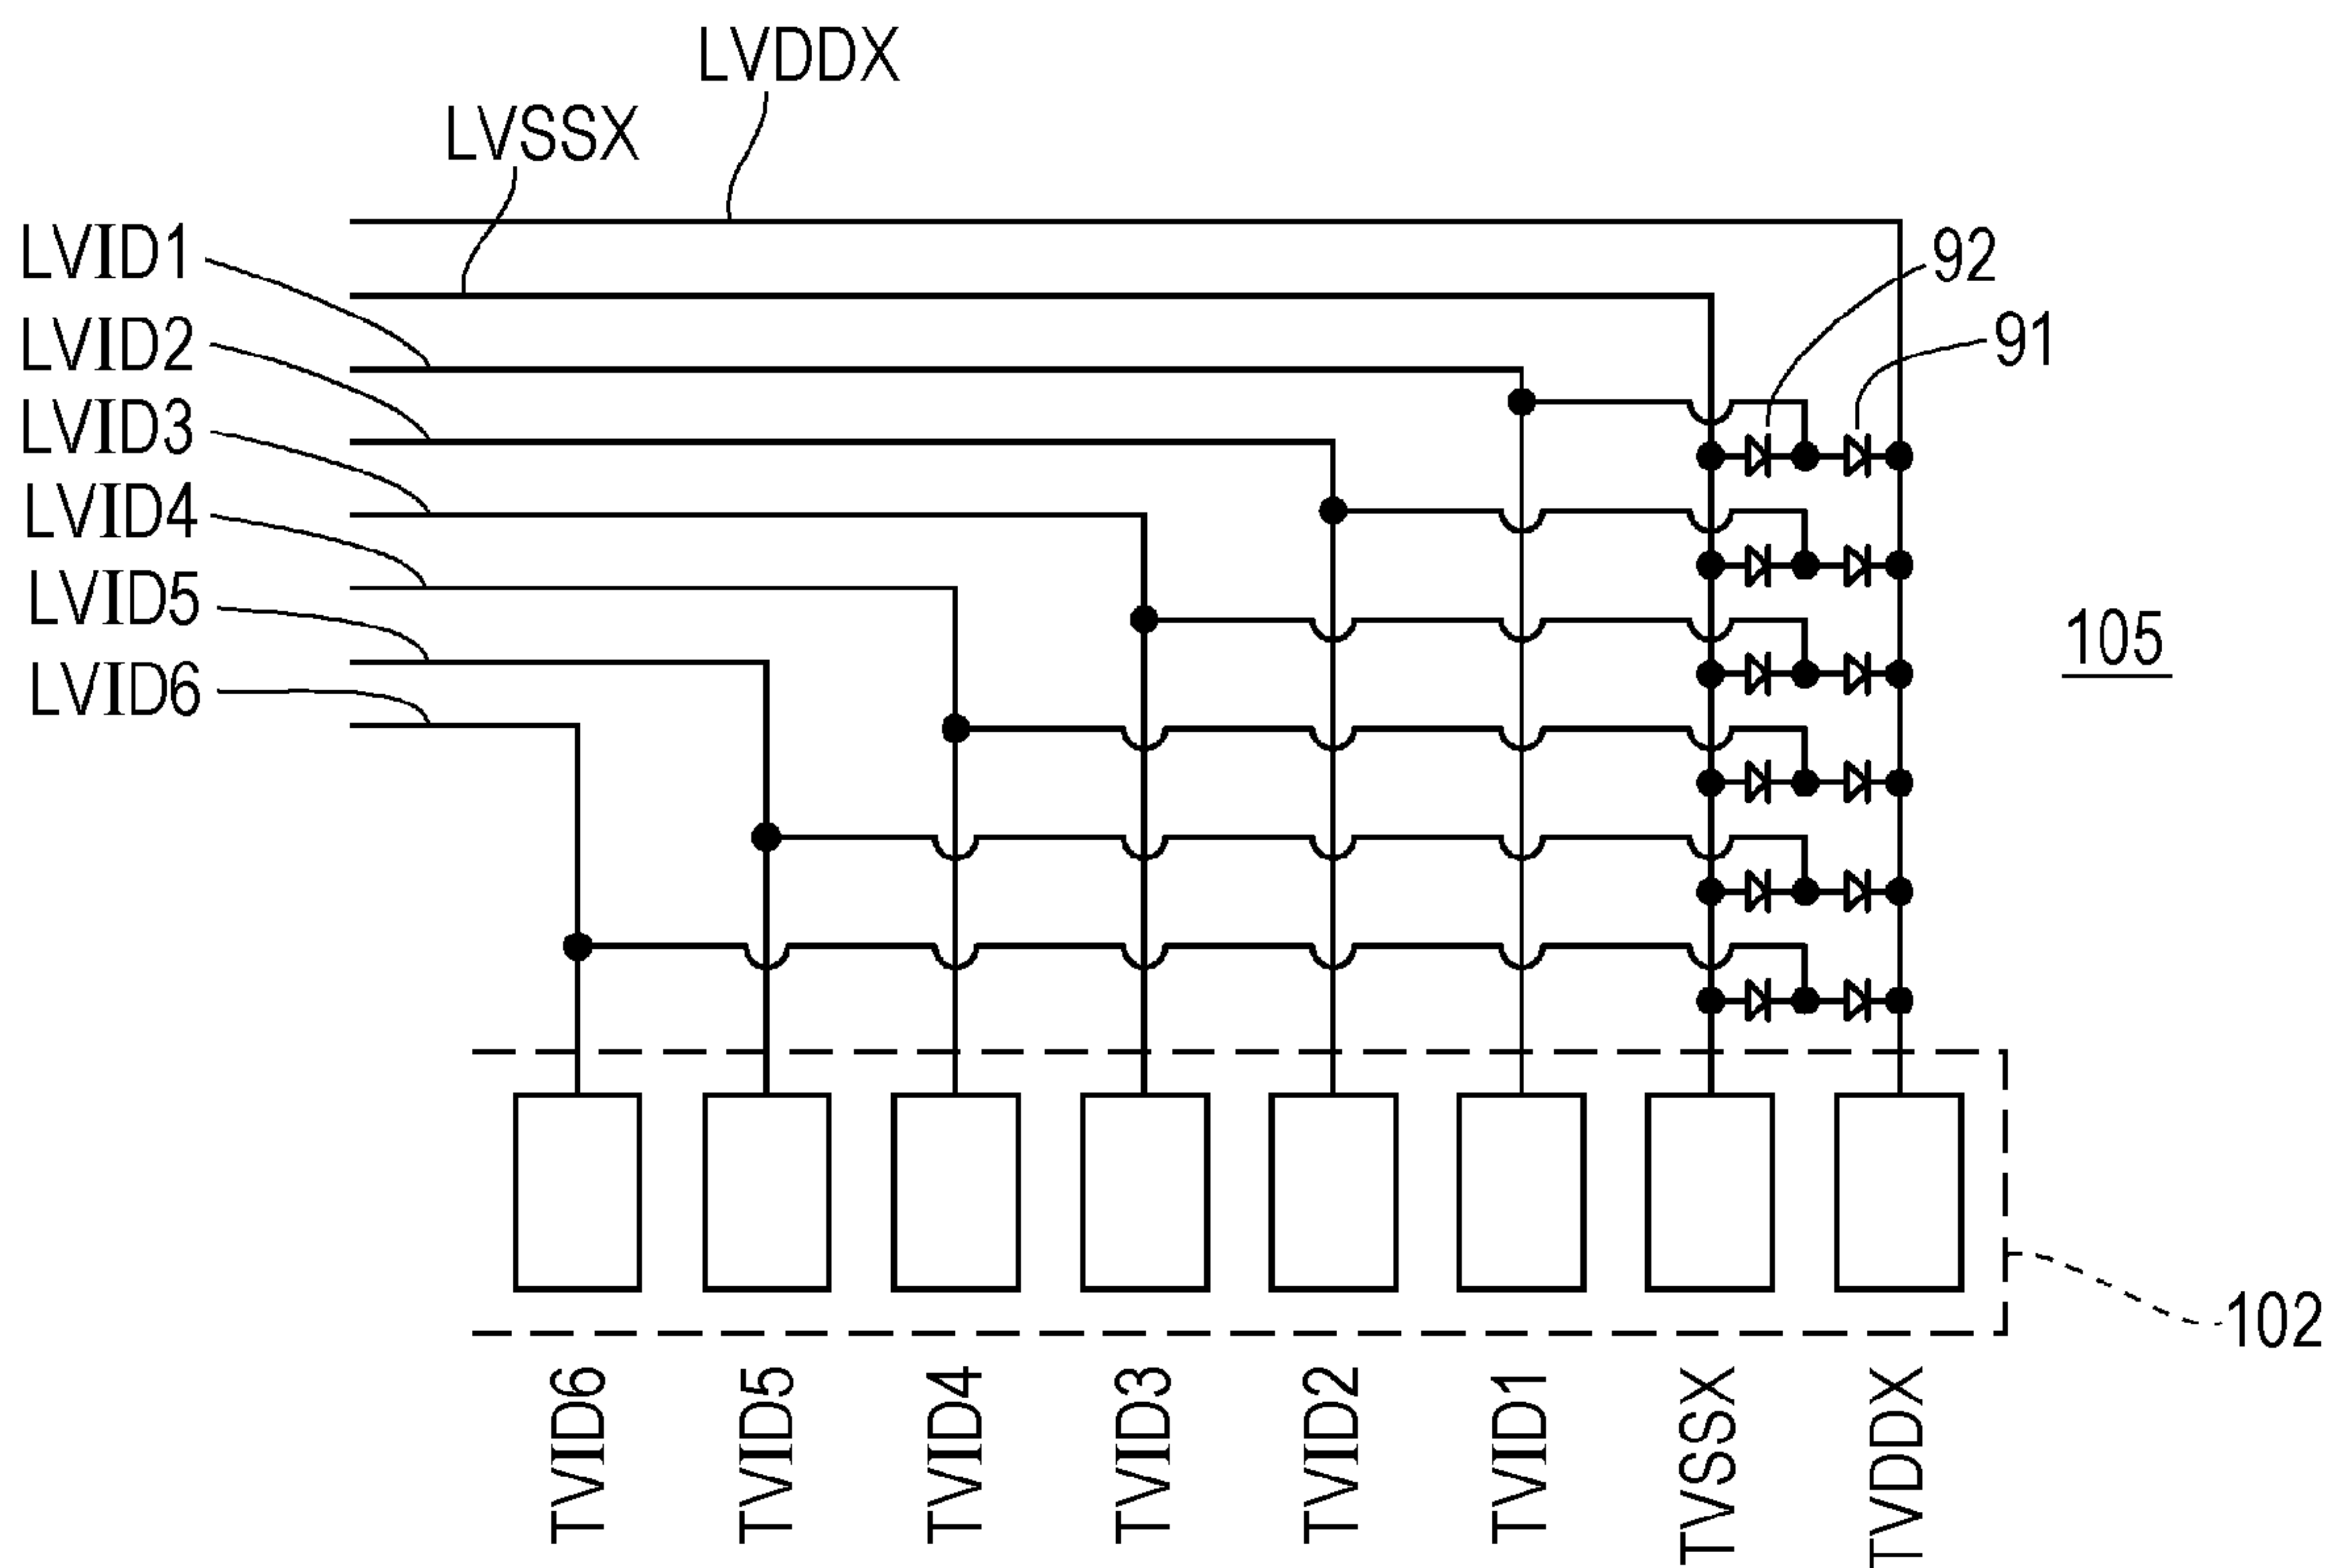 LVDDX
LVSSX
LVID1
92
LVID2
91
LVID3
LVID4
LVID5
105
LVID6
102
TVID6
TVID5
TVID4
TVID3
TVID2
TVID1
TVSSX
TVDDX